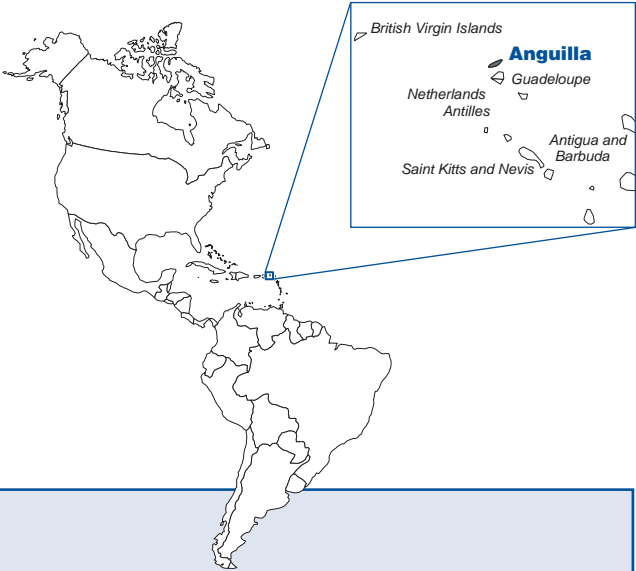 British Virgin Islands
Anguilla
Guadeloupe
Netherlands
Antilles
Antigua and
Barbuda
Saint Kitts and Nevis